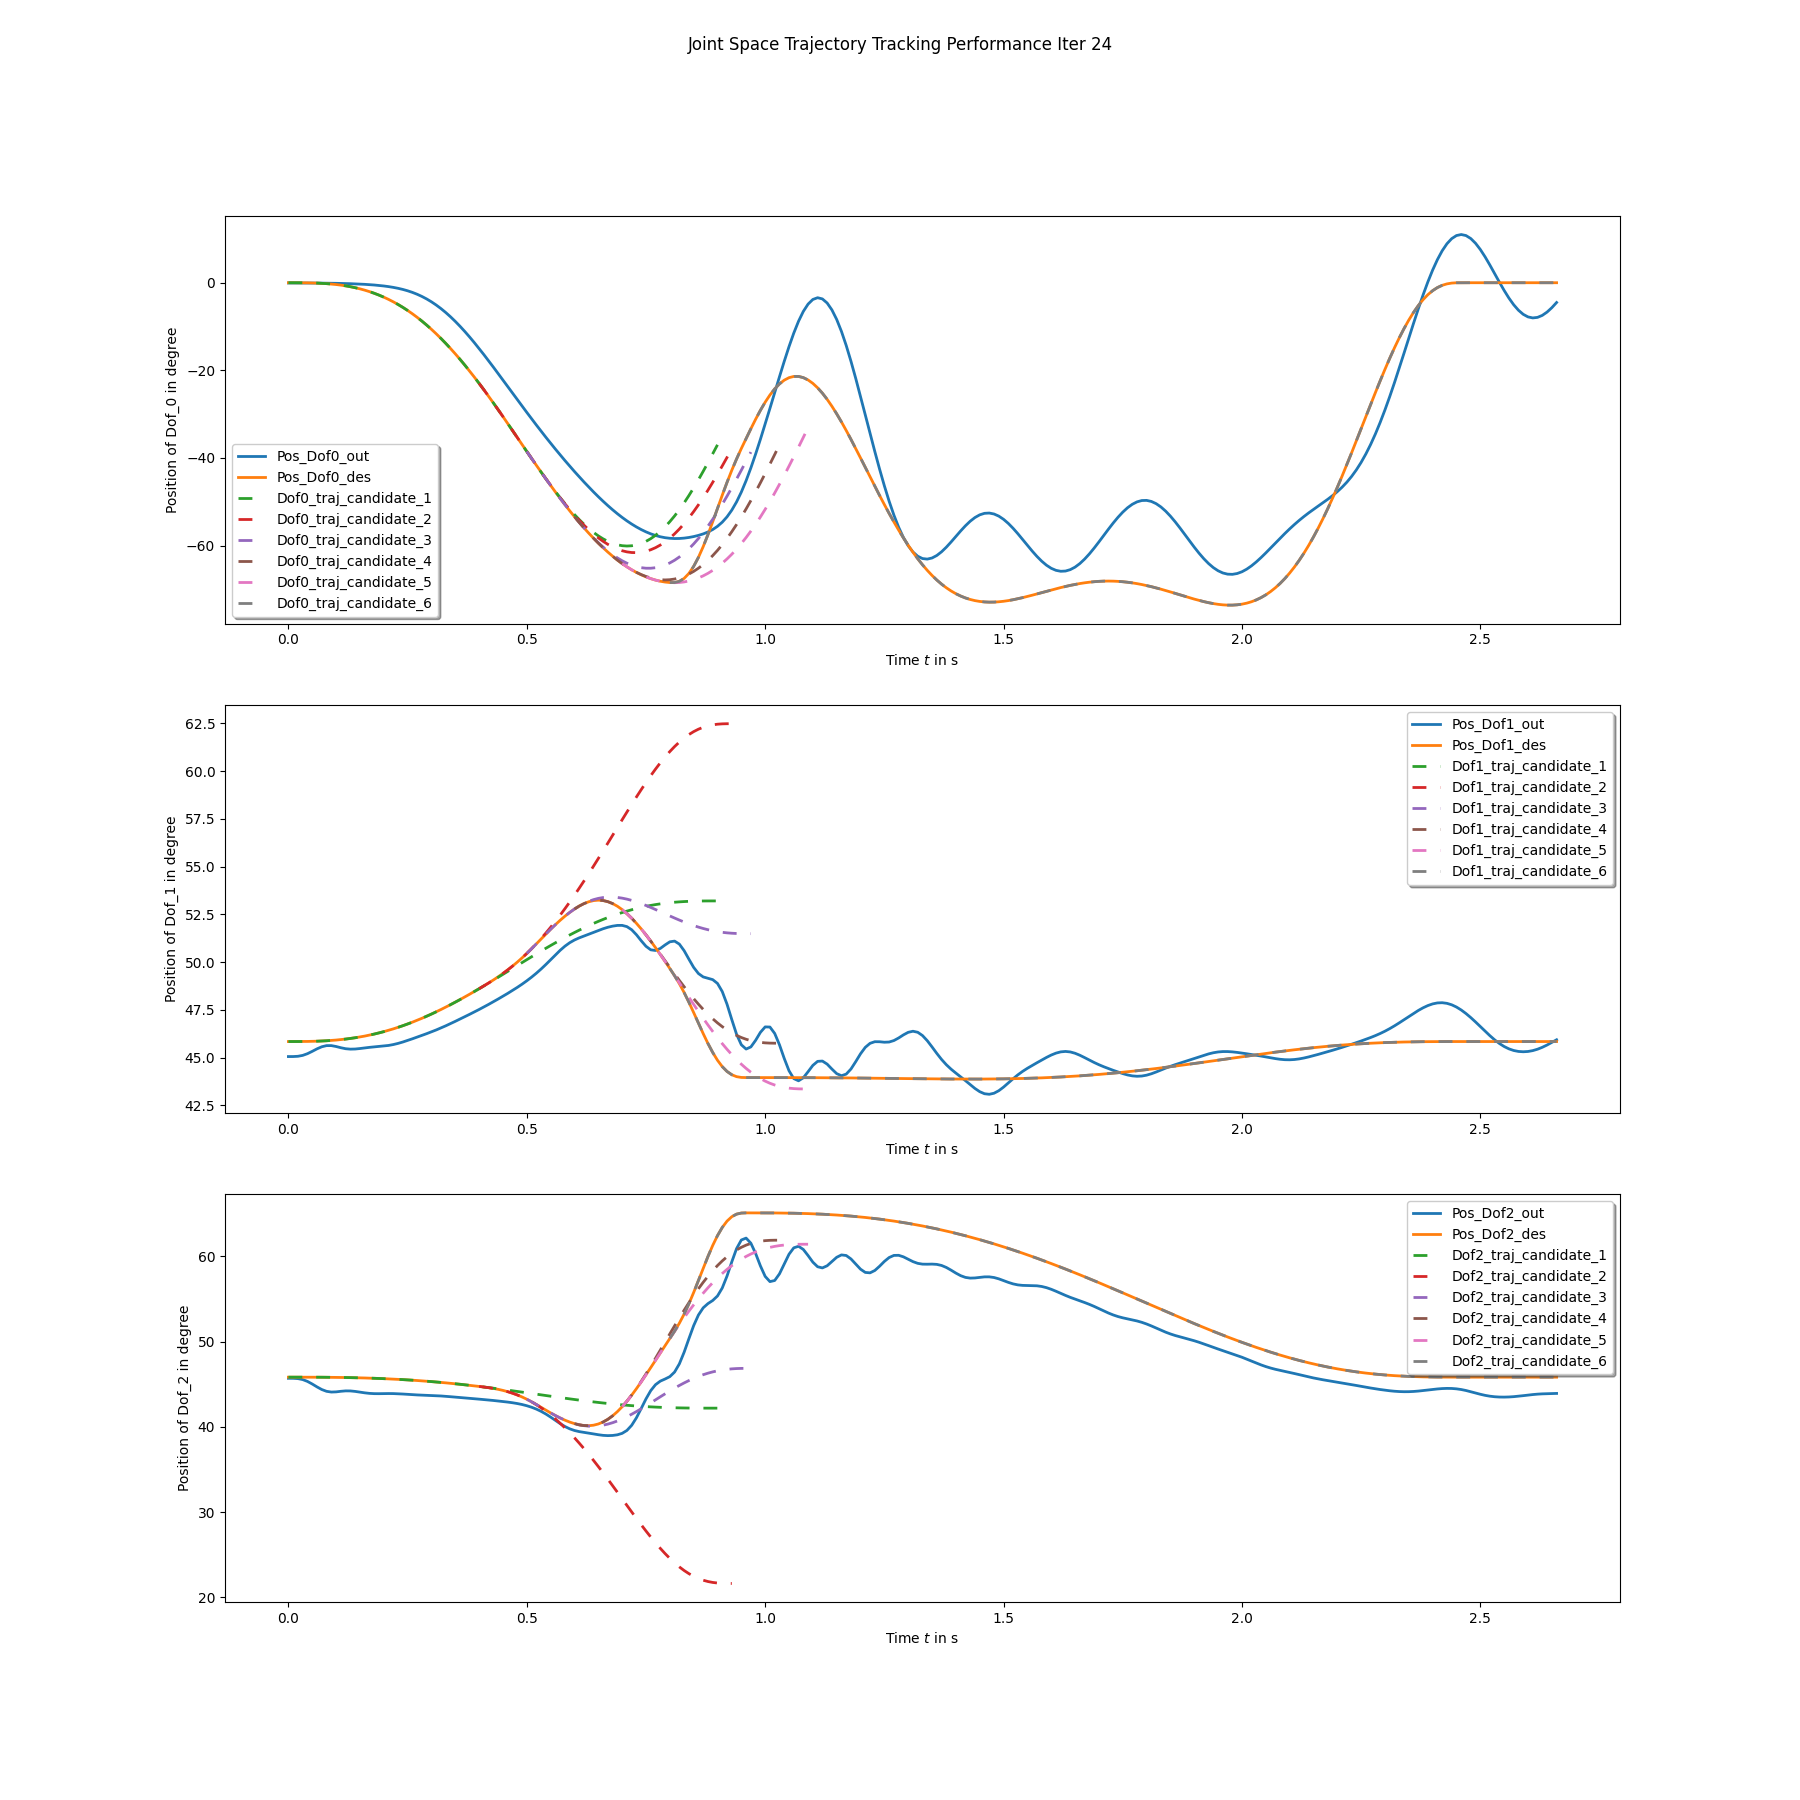 Joint Space Trajectory Tracking Performance Iter 24
Position of Dof_0 in degree
0
−20
−40
−60
Pos_Dof0_out
Pos_Dof0_des
Dof0_traj_candidate_1
Dof0_traj_candidate_2
Dof0_traj_candidate_3
Dof0_traj_candidate_4
Dof0_traj_candidate_5
Dof0_traj_candidate_6
0.0 0.5 1.0 1.5 2.0 2.5
Time t in s
Position of Dof_1 in degree
62.5
60.0
57.5
55.0
52.5
50.0
47.5
45.0
42.5
Pos_Dof1_out
Pos_Dof1_des
Dof1_traj_candidate_1
Dof1_traj_candidate_2
Dof1_traj_candidate_3
Dof1_traj_candidate_4
Dof1_traj_candidate_5
Dof1_traj_candidate_6
0.0 0.5 1.0 1.5 2.0 2.5
Time t in s
Position of Dof_2 in degree
60
50
40
30
20
Pos_Dof2_out
Pos_Dof2_des
Dof2_traj_candidate_1
Dof2_traj_candidate_2
Dof2_traj_candidate_3
Dof2_traj_candidate_4
Dof2_traj_candidate_5
Dof2_traj_candidate_6
0.0 0.5 1.0 1.5 2.0 2.5
Time t in s